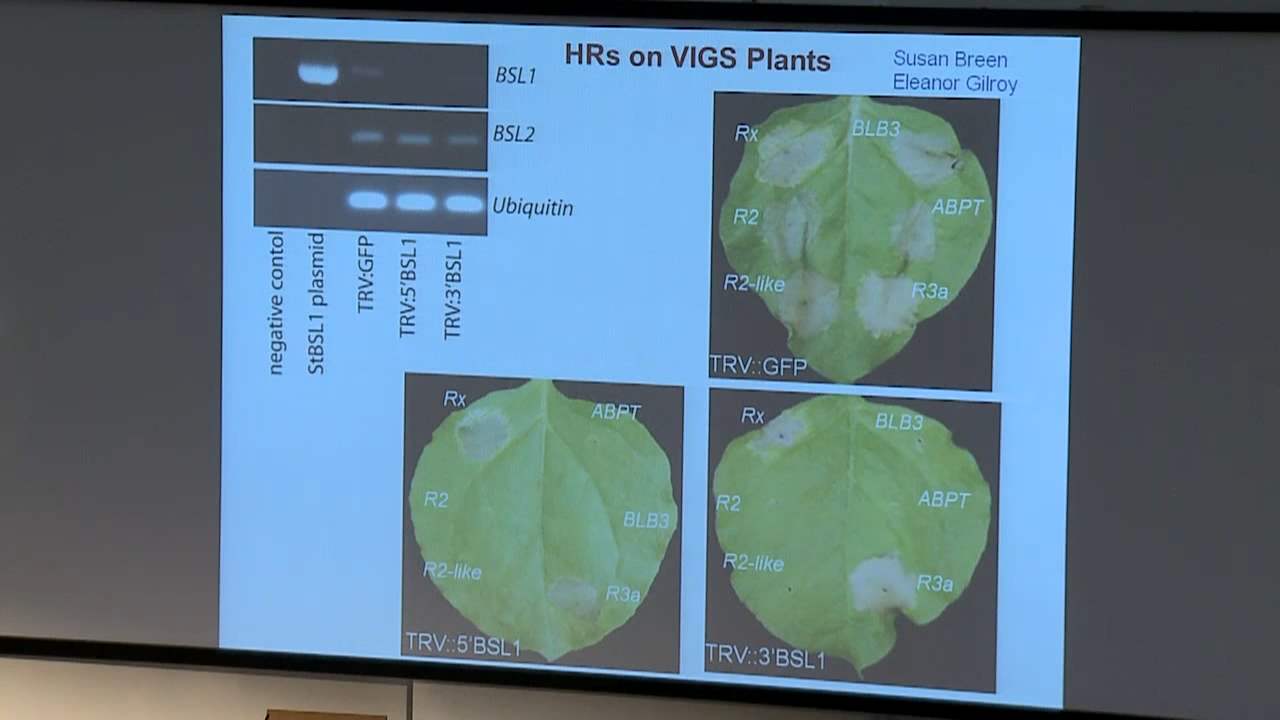 HRs on VIGS Plants
Susan Breen
Eleanor Gilroy
BSL1
BSL2
Ubiquitin
negative contol
StBSL1 plasmid
TRV:GFP
TRV:5'BSL1
TRV:3'BSL1
Rx
BLB3
R2
ABPT
R2-like
R3a
TRV::GFP
Rx
ABPT
R2
BLB3
R2-like
R3a
TRV::5'BSL1
Rx
BLB3
R2
ABPT
R2-like
R3a
TRV::3'BSL1